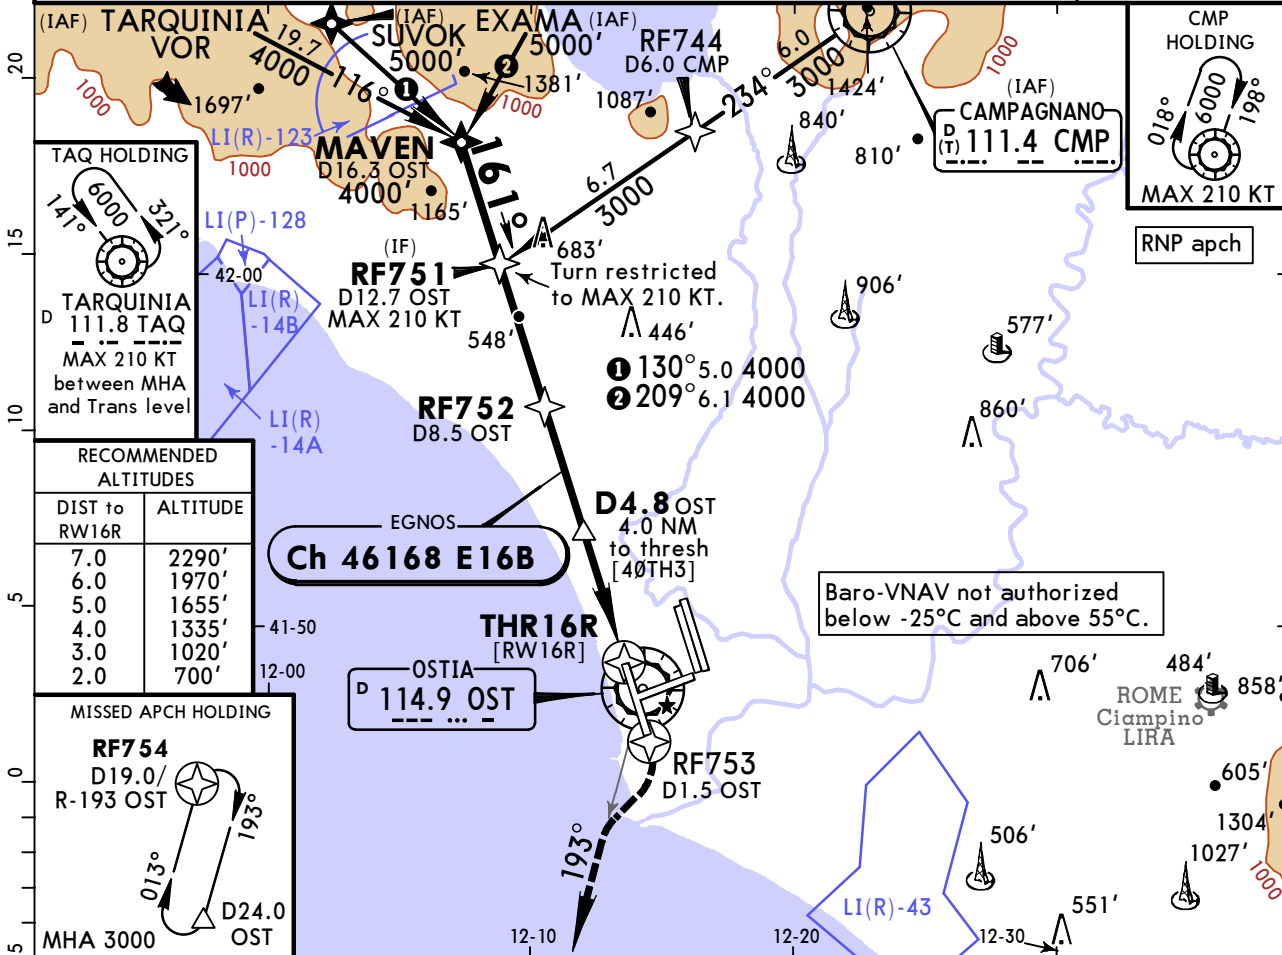 (IAF) TARQUINIA
VOR
(IAF)
SUVOK
5000'
EXAMA (IAF)
5000'
RF744
D6.0 CMP
19.7
4000
116°
1
2
1381'
1697'
1000
1000
1000
1000
1087'
6.0
3000
234°
1424'
840'
810'
(IAF)
CAMPAGNANO
D
(T) 111.4 CMP
CMP
HOLDING
6000
018°
198°
MAX 210 KT
RNP apch
20
15
10
5
0
5
LI(R)-123
MAVEN
D16.3 OST
4000'
1165'
161°
6.7
3000
TAQ HOLDING
6000
141°
321°
TARQUINIA
D
111.8 TAQ
MAX 210 KT
between MHA
and Trans level
LI(P)-128
42-00
LI(R)
-14B
LI(R)
-14A
(IF)
RF751
D12.7 OST
MAX 210 KT
683'
Turn restricted
to MAX 210 KT.
548'
446'
906'
577'
860'
1 130° 5.0 4000
2 209° 6.1 4000
RF752
D8.5 OST
RECOMMENDED
ALTITUDES
DIST to
RW16R
ALTITUDE
7.0 2290'
6.0 1970'
5.0 1655'
4.0 1335'
3.0 1020'
2.0 700'
EGNOS
Ch 46168 E16B
D4.8 OST
4.0 NM
to thresh
[4ØTH3]
Baro-VNAV not authorized
below -25°C and above 55°C.
41-50
12-00
THR16R
[RW16R]
OSTIA
D 114.9 OST
706'
484'
858'
ROME
Ciampino
LIRA
MISSED APCH HOLDING
RF754
D19.0/
R-193 OST
013°
193°
D24.0
OST
MHA 3000
RF753
D1.5 OST
193°
605'
1304'
1027'
1000
506'
551'
LI(R)-43
12-10
12-20
12-30